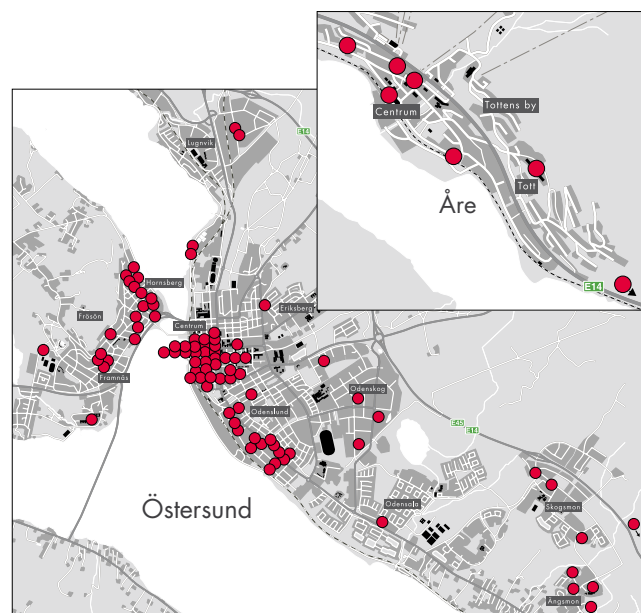 Tottens by
Centrum
Tott
Åre
E14
E14
Lugnvik
Hornsberg
Eriksberg
Frösön
Centrum
Framnäs
Odenskog
Odenslund
E45
E14
Östersund
Odensala
Skogsmon
Ängsmon